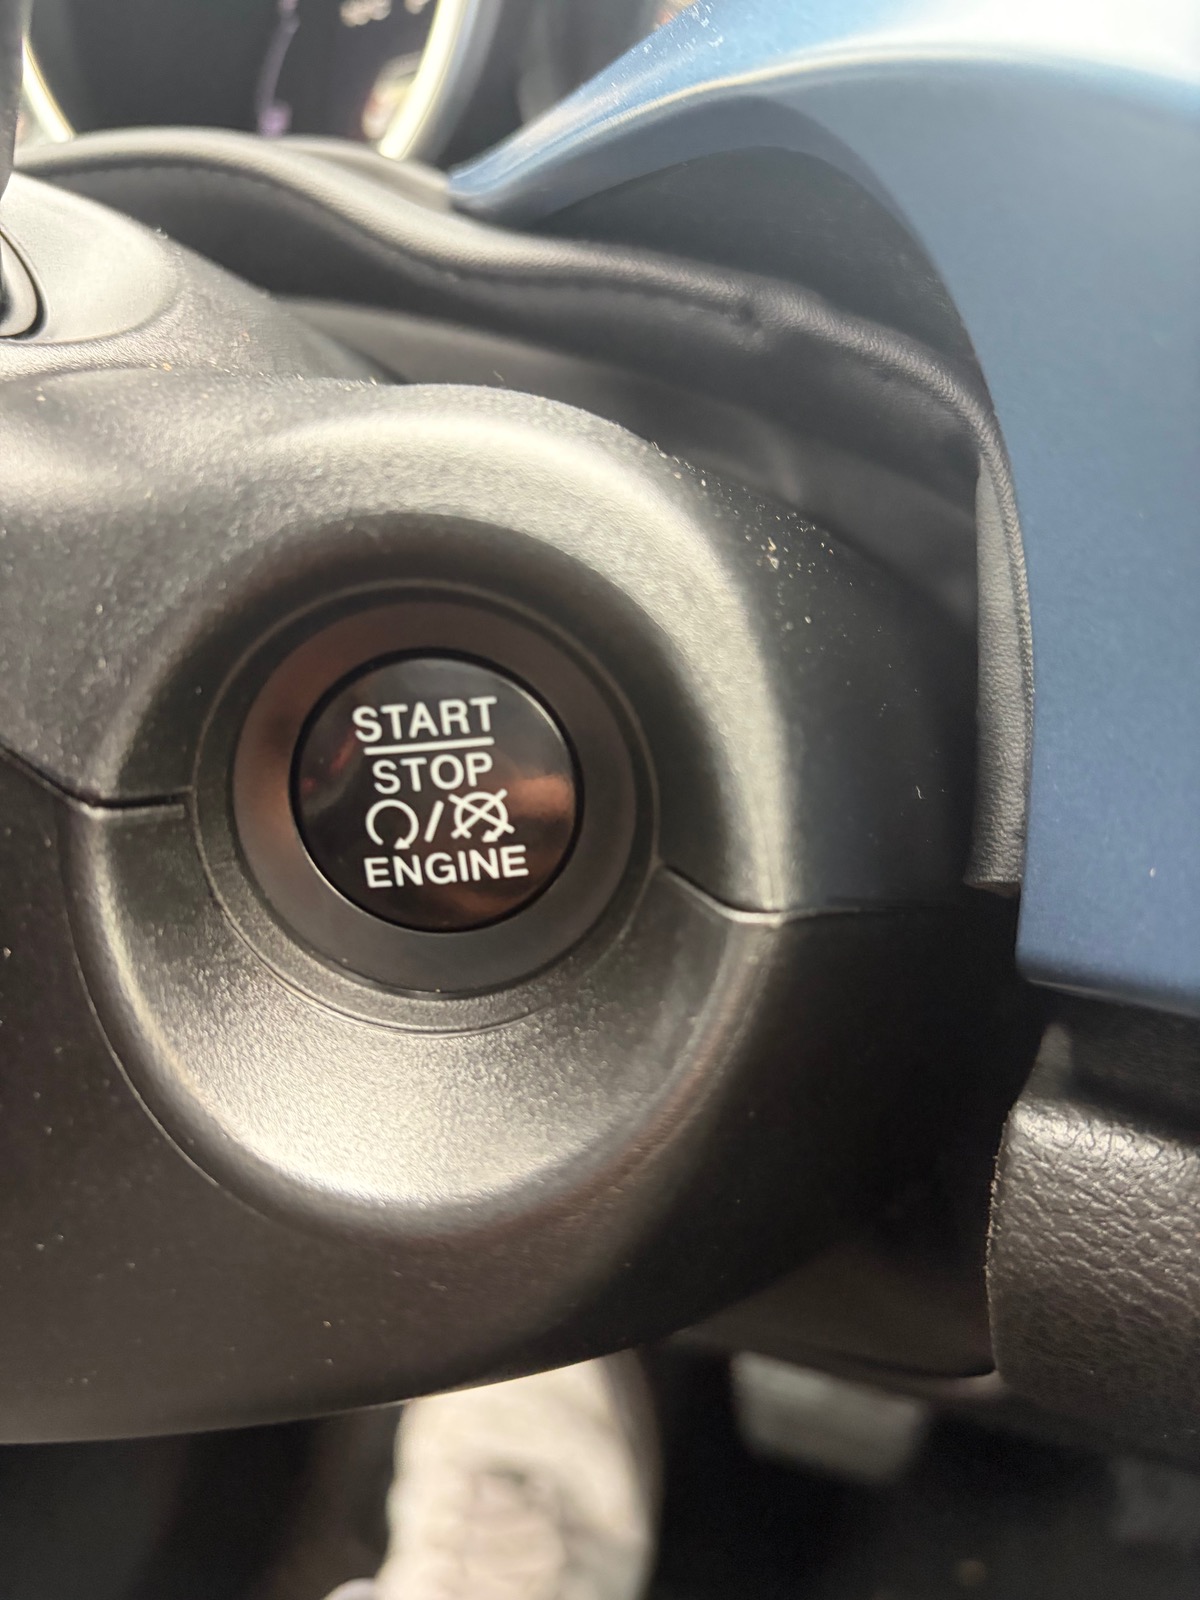 START
STOP
/
ENGINE